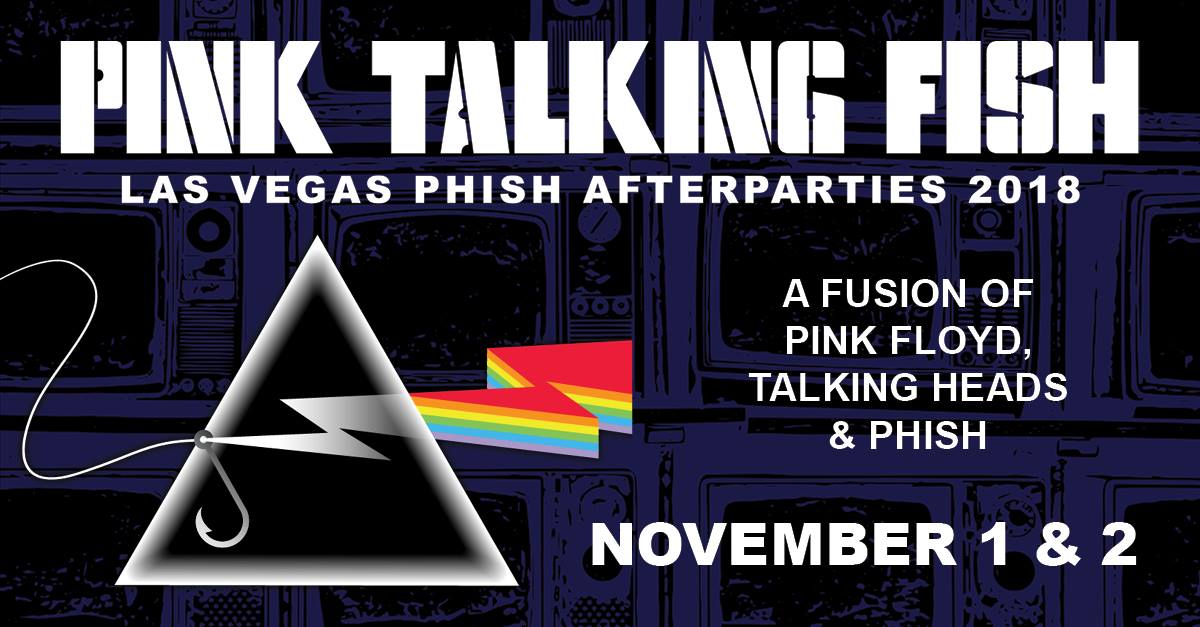 PINK TALKING FISH
LAS VEGAS PHISH AFTERPARTIES 2018
A FUSION OF
PINK FLOYD,
TALKING HEADS
& PHISH
NOVEMBER 1 & 2